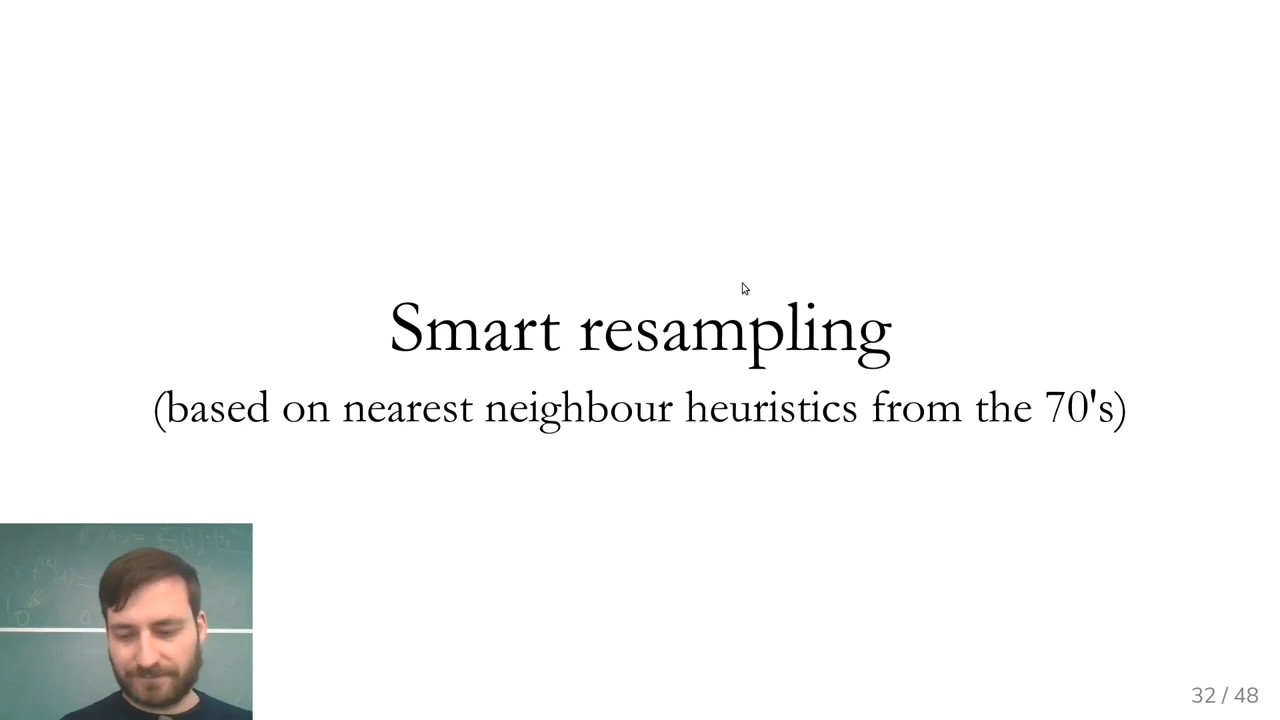 Smart resampling
(based on nearest neighbour heuristics from the 70's)
32 / 48